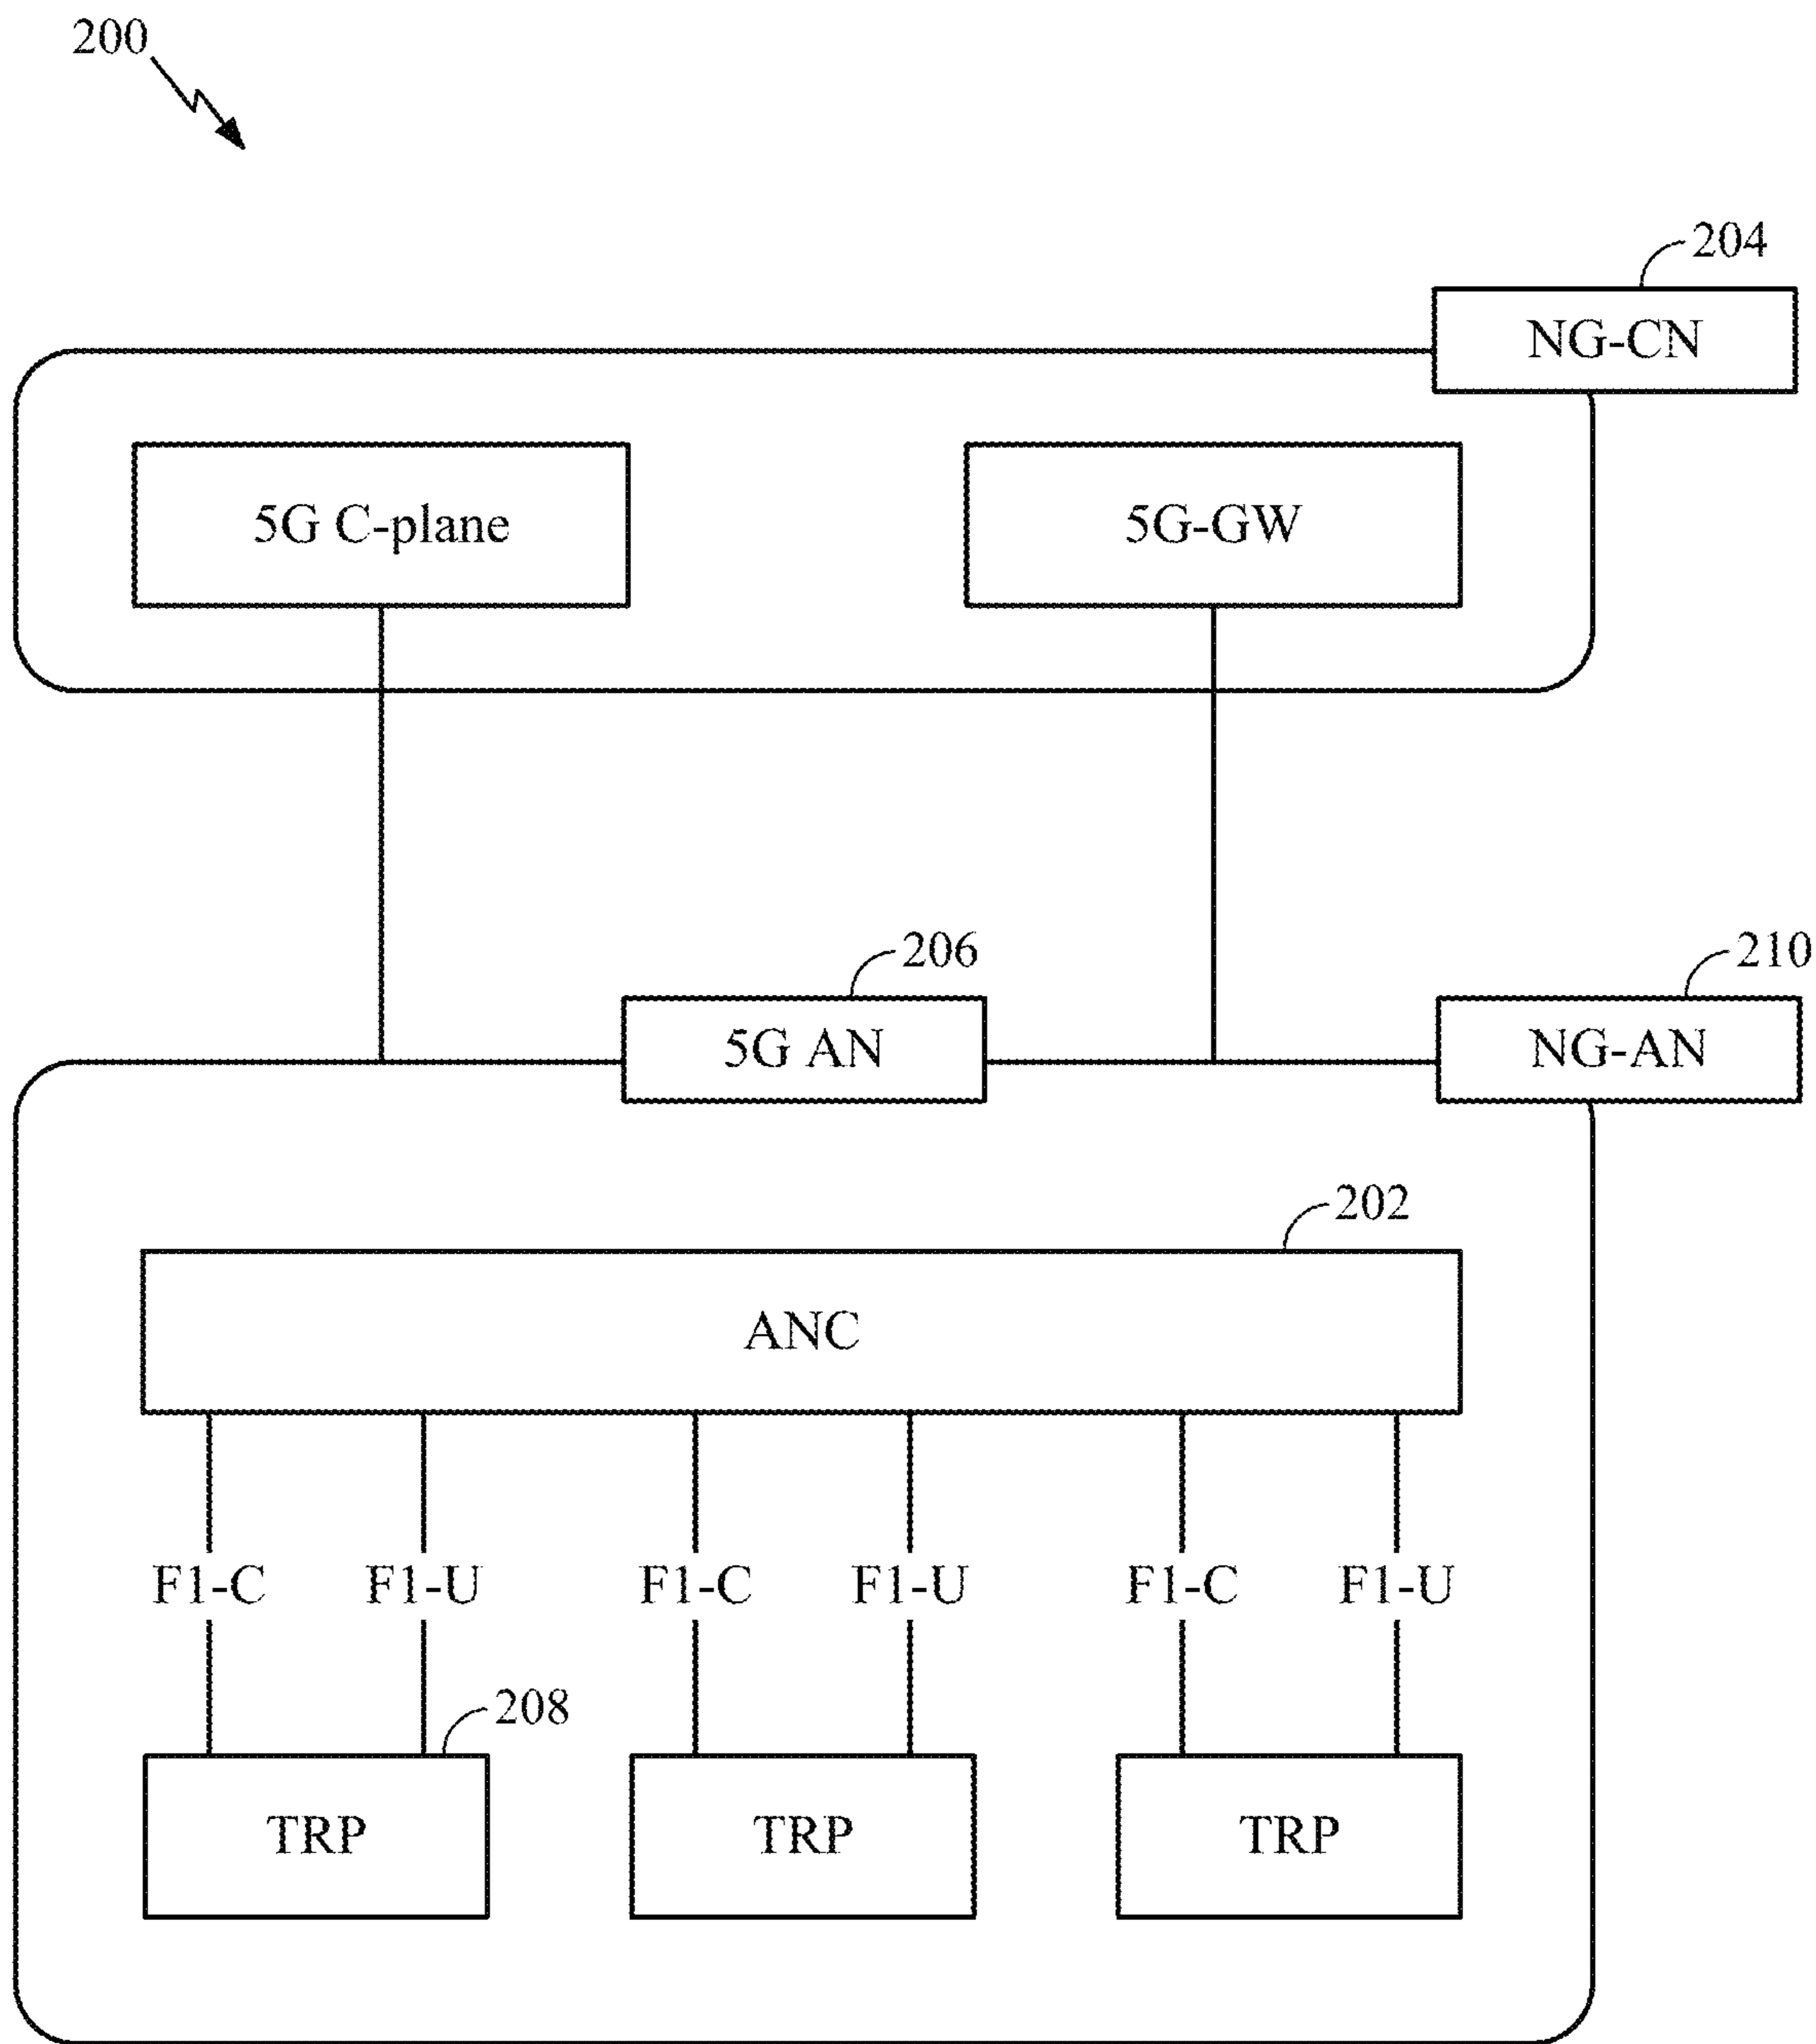 200
204
NG-CN
5G C-plane 5G-GW
206 210
5G AN NG-AN
202
ANC
F1-C F1-U F1-C F1-U F1-C F1-U
208
TRP TRP TRP